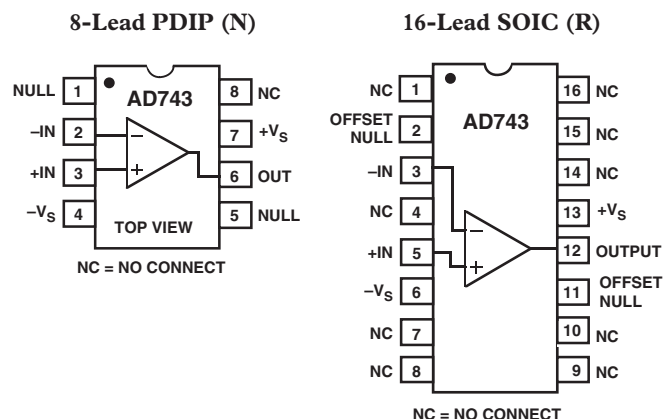 8-Lead PDIP (N)
NULL 1
AD743
8 NC
–IN 2
7 +VS
+IN 3
6 OUT
–VS 4
TOP VIEW
5 NULL
NC = NO CONNECT
16-Lead SOIC (R)
NC 1
16 NC
AD743
OFFSET
NULL 2
15 NC
–IN 3
14 NC
NC 4
13 +VS
+IN 5
12 OUTPUT
–VS 6
11 OFFSET
NULL
NC 7
10 NC
NC 8
9 NC
NC = NO CONNECT